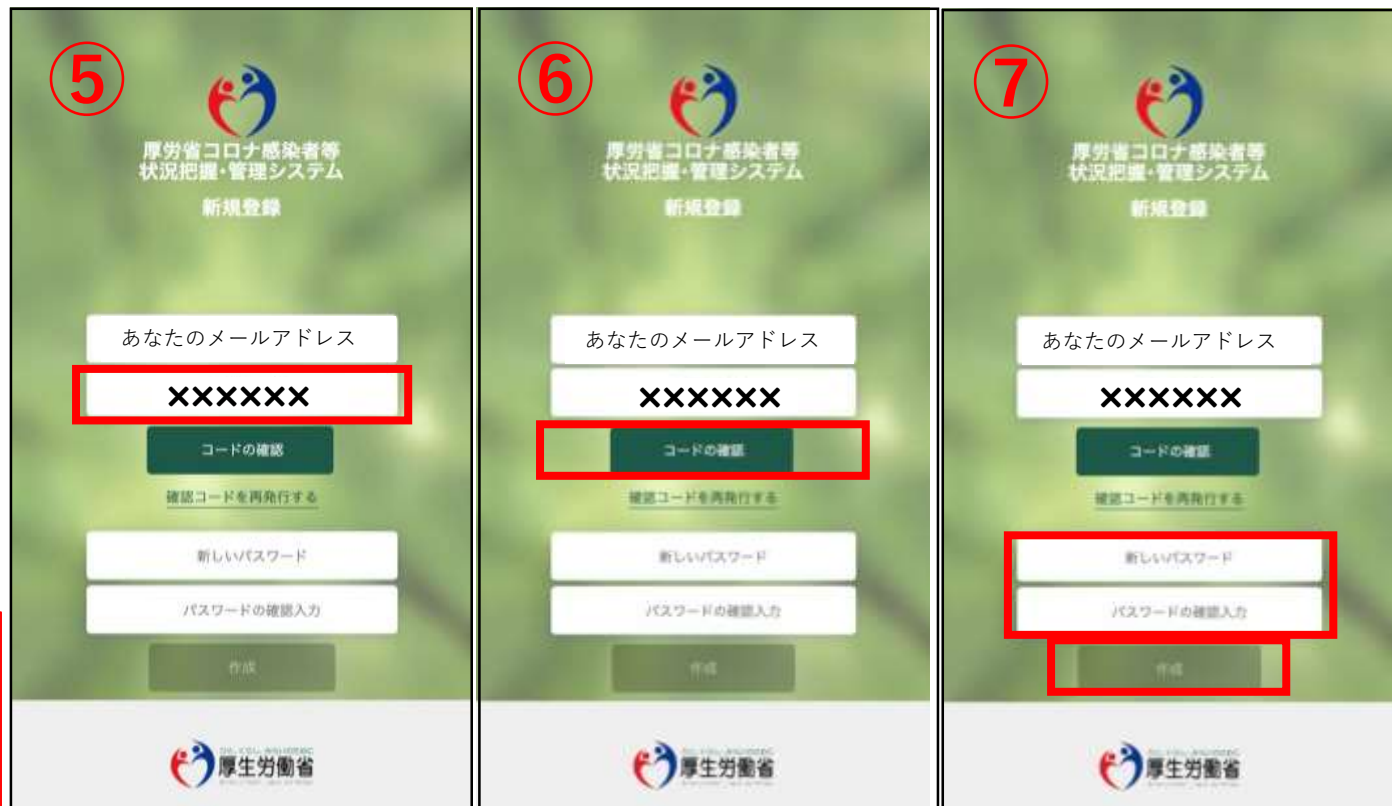 ⑤
厚労省コロナ感染者等
状況把握・管理システム
新規登録
あなたのメールアドレス
××××××
コードの確認
確認コードを再発行する
新しいパスワード
パスワードの確認入力
作成
厚生労働省
⑥
厚労省コロナ感染者等
状況把握・管理システム
新規登録
あなたのメールアドレス
××××××
コードの確認
確認コードを再発行する
新しいパスワード
パスワードの確認入力
作成
厚生労働省
⑦
厚労省コロナ感染者等
状況把握・管理システム
新規登録
あなたのメールアドレス
××××××
コードの確認
確認コードを再発行する
新しいパスワード
パスワードの確認入力
作成
厚生労働省